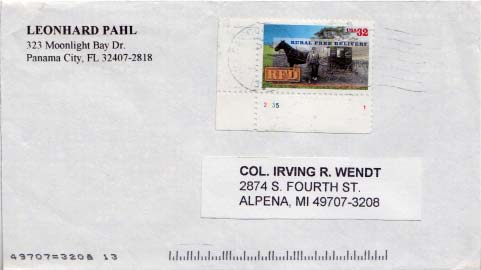 LEONHARD PAHL
323 Moonlight Bay Dr.
Panama City, FL 32407-2818
USA 32
RURAL FREE DELIVERY
RFD
1
COL. IRVING R. WENDT
2874 S. FOURTH ST.
ALPENA, MI 49707-3208
49707=3208 13